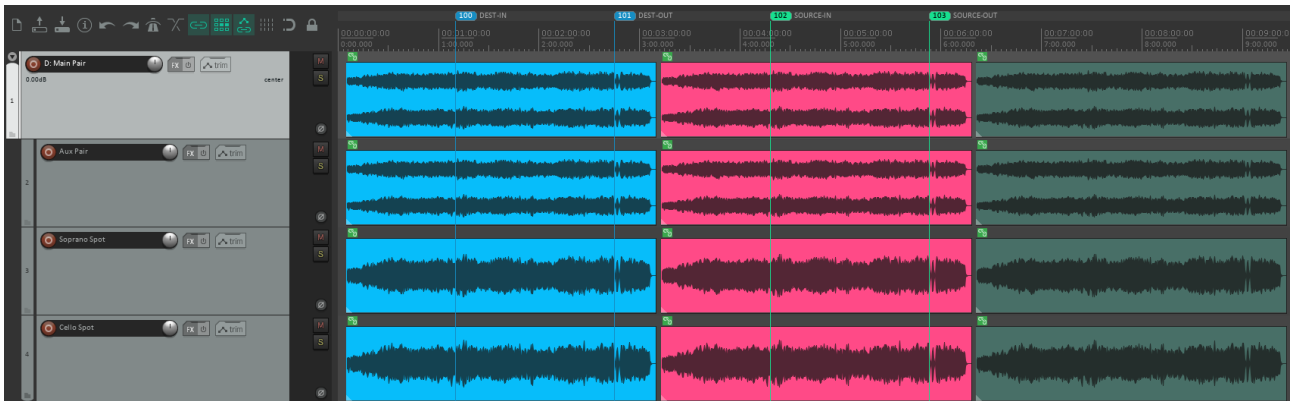 100 DEST-IN 101 DEST-OUT 102 SOURCE-IN 103 SOURCE-OUT
00:00:00:00 00:01:00:00 00:02:00:00 00:03:00:00 00:04:00:00 00:05:00:00 00:06:00:00 00:07:00:00 00:08:00:00 00:09:00:0
0:00.000 1:00.000 2:00.000 3:00.000 4:00.000 5:00.000 6:00.000 7:00.000 8:00.000 9:00.000
D: Main Pair FX trim M
0.00dB center S
1
Aux Pair FX trim M
S
2
Soprano Spot FX trim M
S
3
Cello Spot FX trim M
S
4